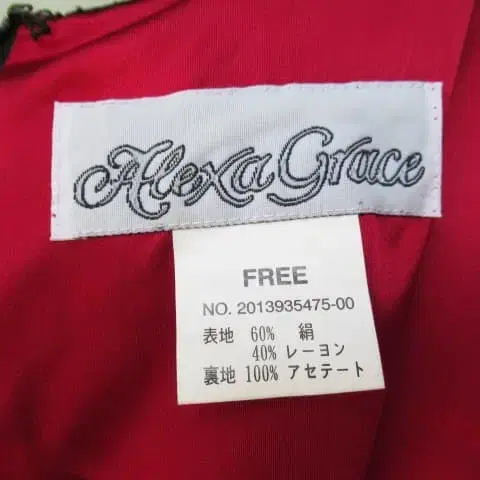 Alexa Grace
FREE
NO. 2013935475-00
表地 60% 絹
40% レーヨン
裏地 100% アセテート